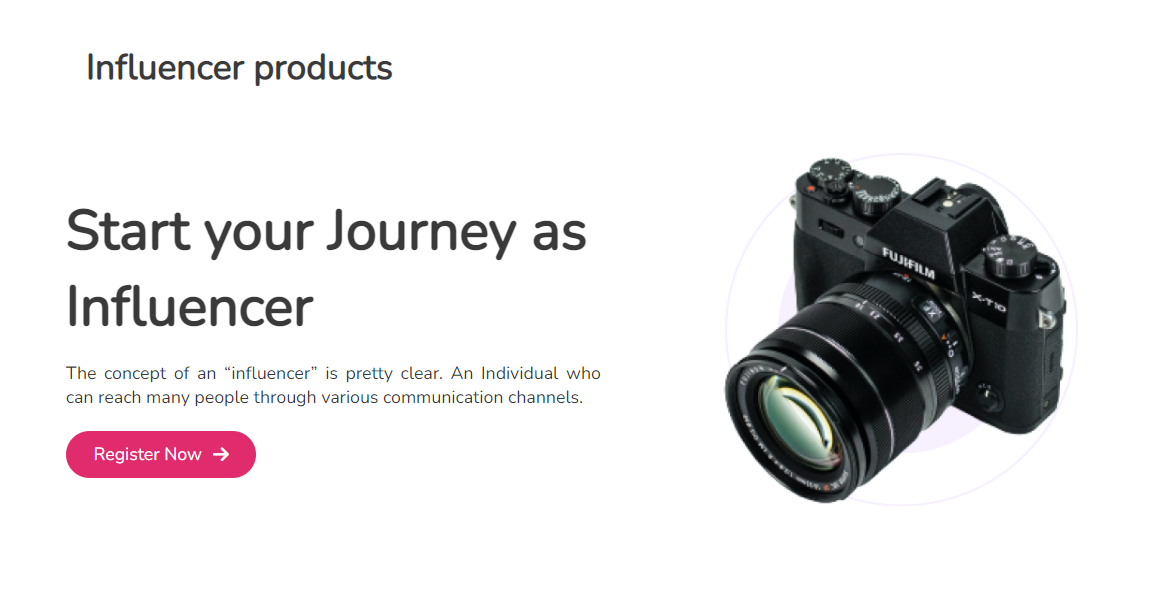 Influencer products
Start your Journey as
Influencer
The concept of an “influencer” is pretty clear. An Individual who
can reach many people through various communication channels.
Register Now
FUJIFILM
X-T10
XF